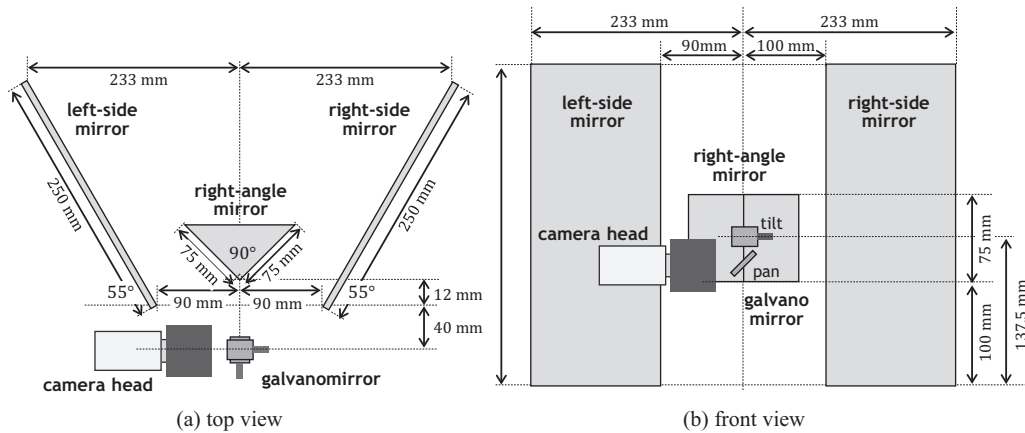 233 mm
233 mm
left-side
mirror
right-side
mirror
right-angle
mirror
250 mm
250 mm
75 mm
90°
75 mm
55°
90 mm
90 mm
55°
12 mm
40 mm
camera head
galvanomirror
(a) top view
233 mm
233 mm
90mm
100 mm
left-side
mirror
right-side
mirror
right-angle
mirror
camera head
tilt
pan
galvano
mirror
75 mm
100 mm
137.5 mm
(b) front view